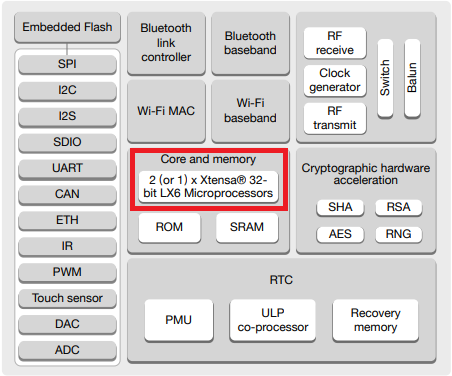 Embedded Flash
SPI
I2C
I2S
SDIO
UART
CAN
ETH
IR
PWM
Touch sensor
DAC
ADC
Bluetooth
link
controller
Bluetooth
baseband
Wi-Fi MAC
Wi-Fi
baseband
RF
receive
Clock
generator
RF
transmit
Switch
Balun
Core and memory
2 (or 1) x Xtensa® 32-
bit LX6 Microprocessors
ROM
SRAM
Cryptographic hardware
acceleration
SHA
RSA
AES
RNG
RTC
PMU
ULP
co-processor
Recovery
memory